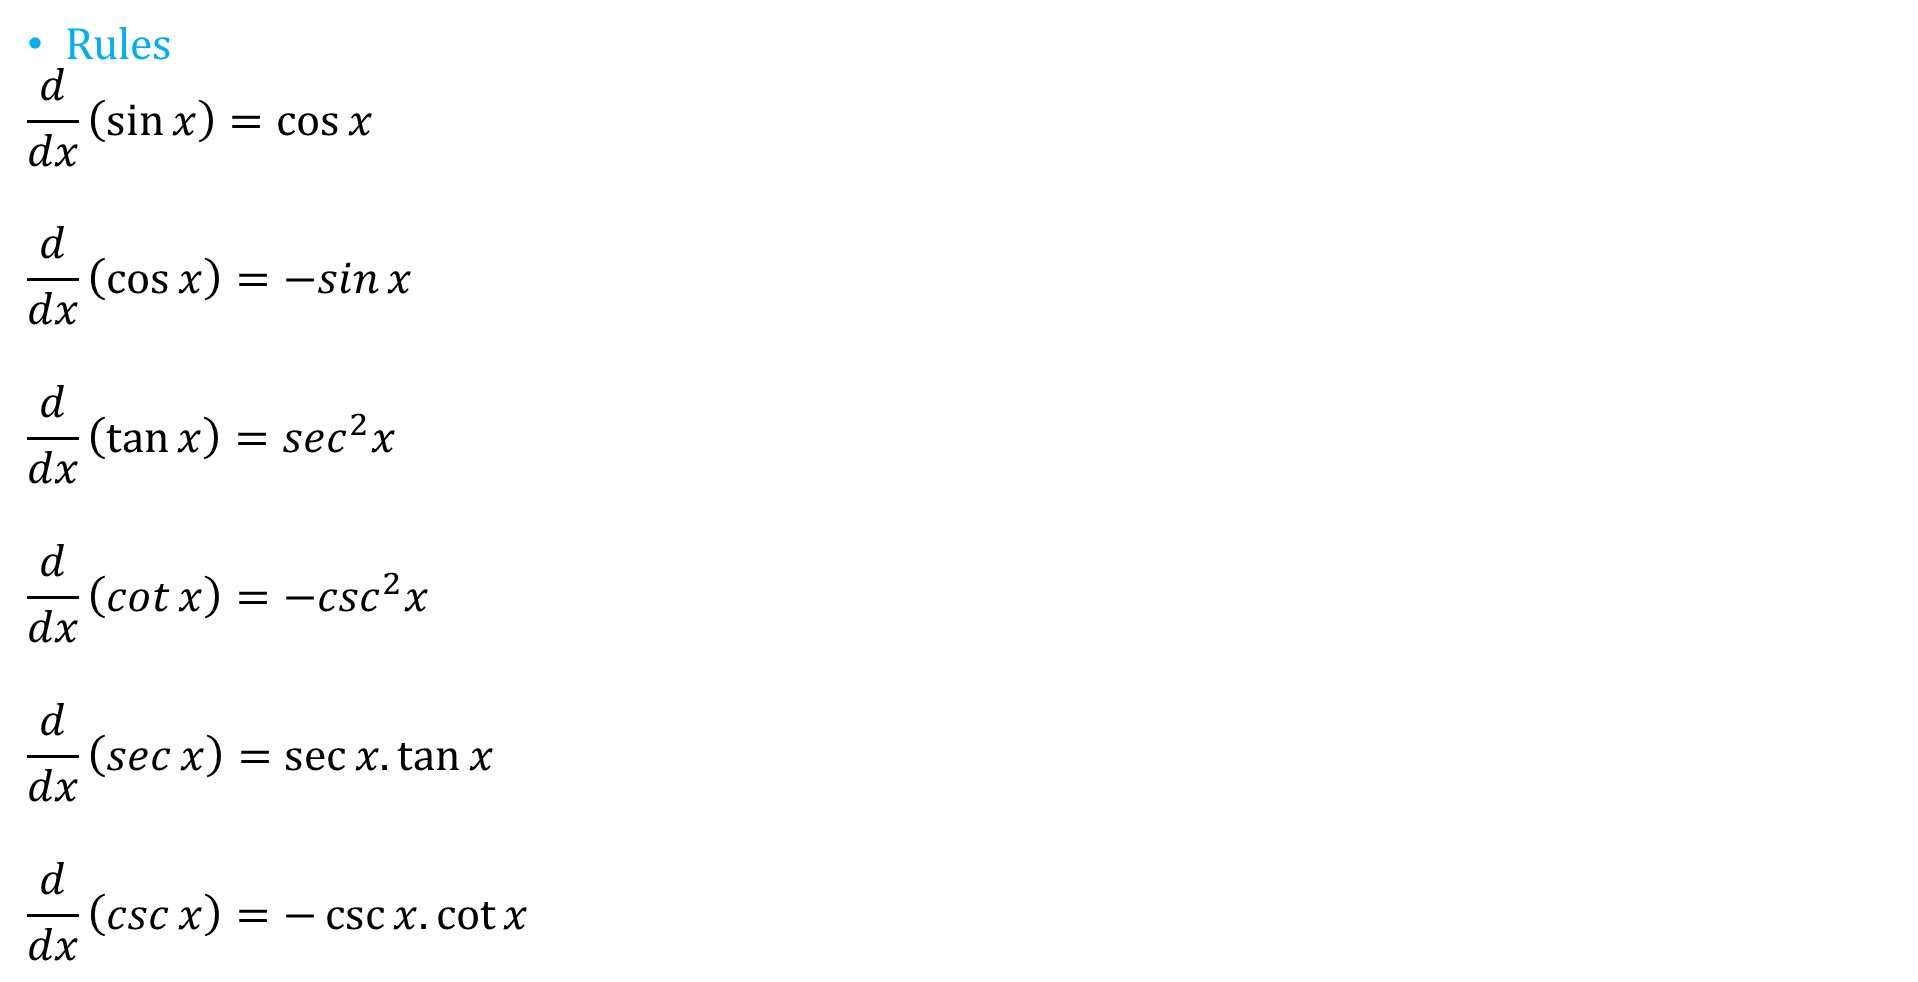 • Rules
d/dx (sin x) = cos x
d/dx (cos x) = −sin x
d/dx (tan x) = sec²x
d/dx (cot x) = −csc²x
d/dx (sec x) = sec x. tan x
d/dx (csc x) = − csc x. cot x